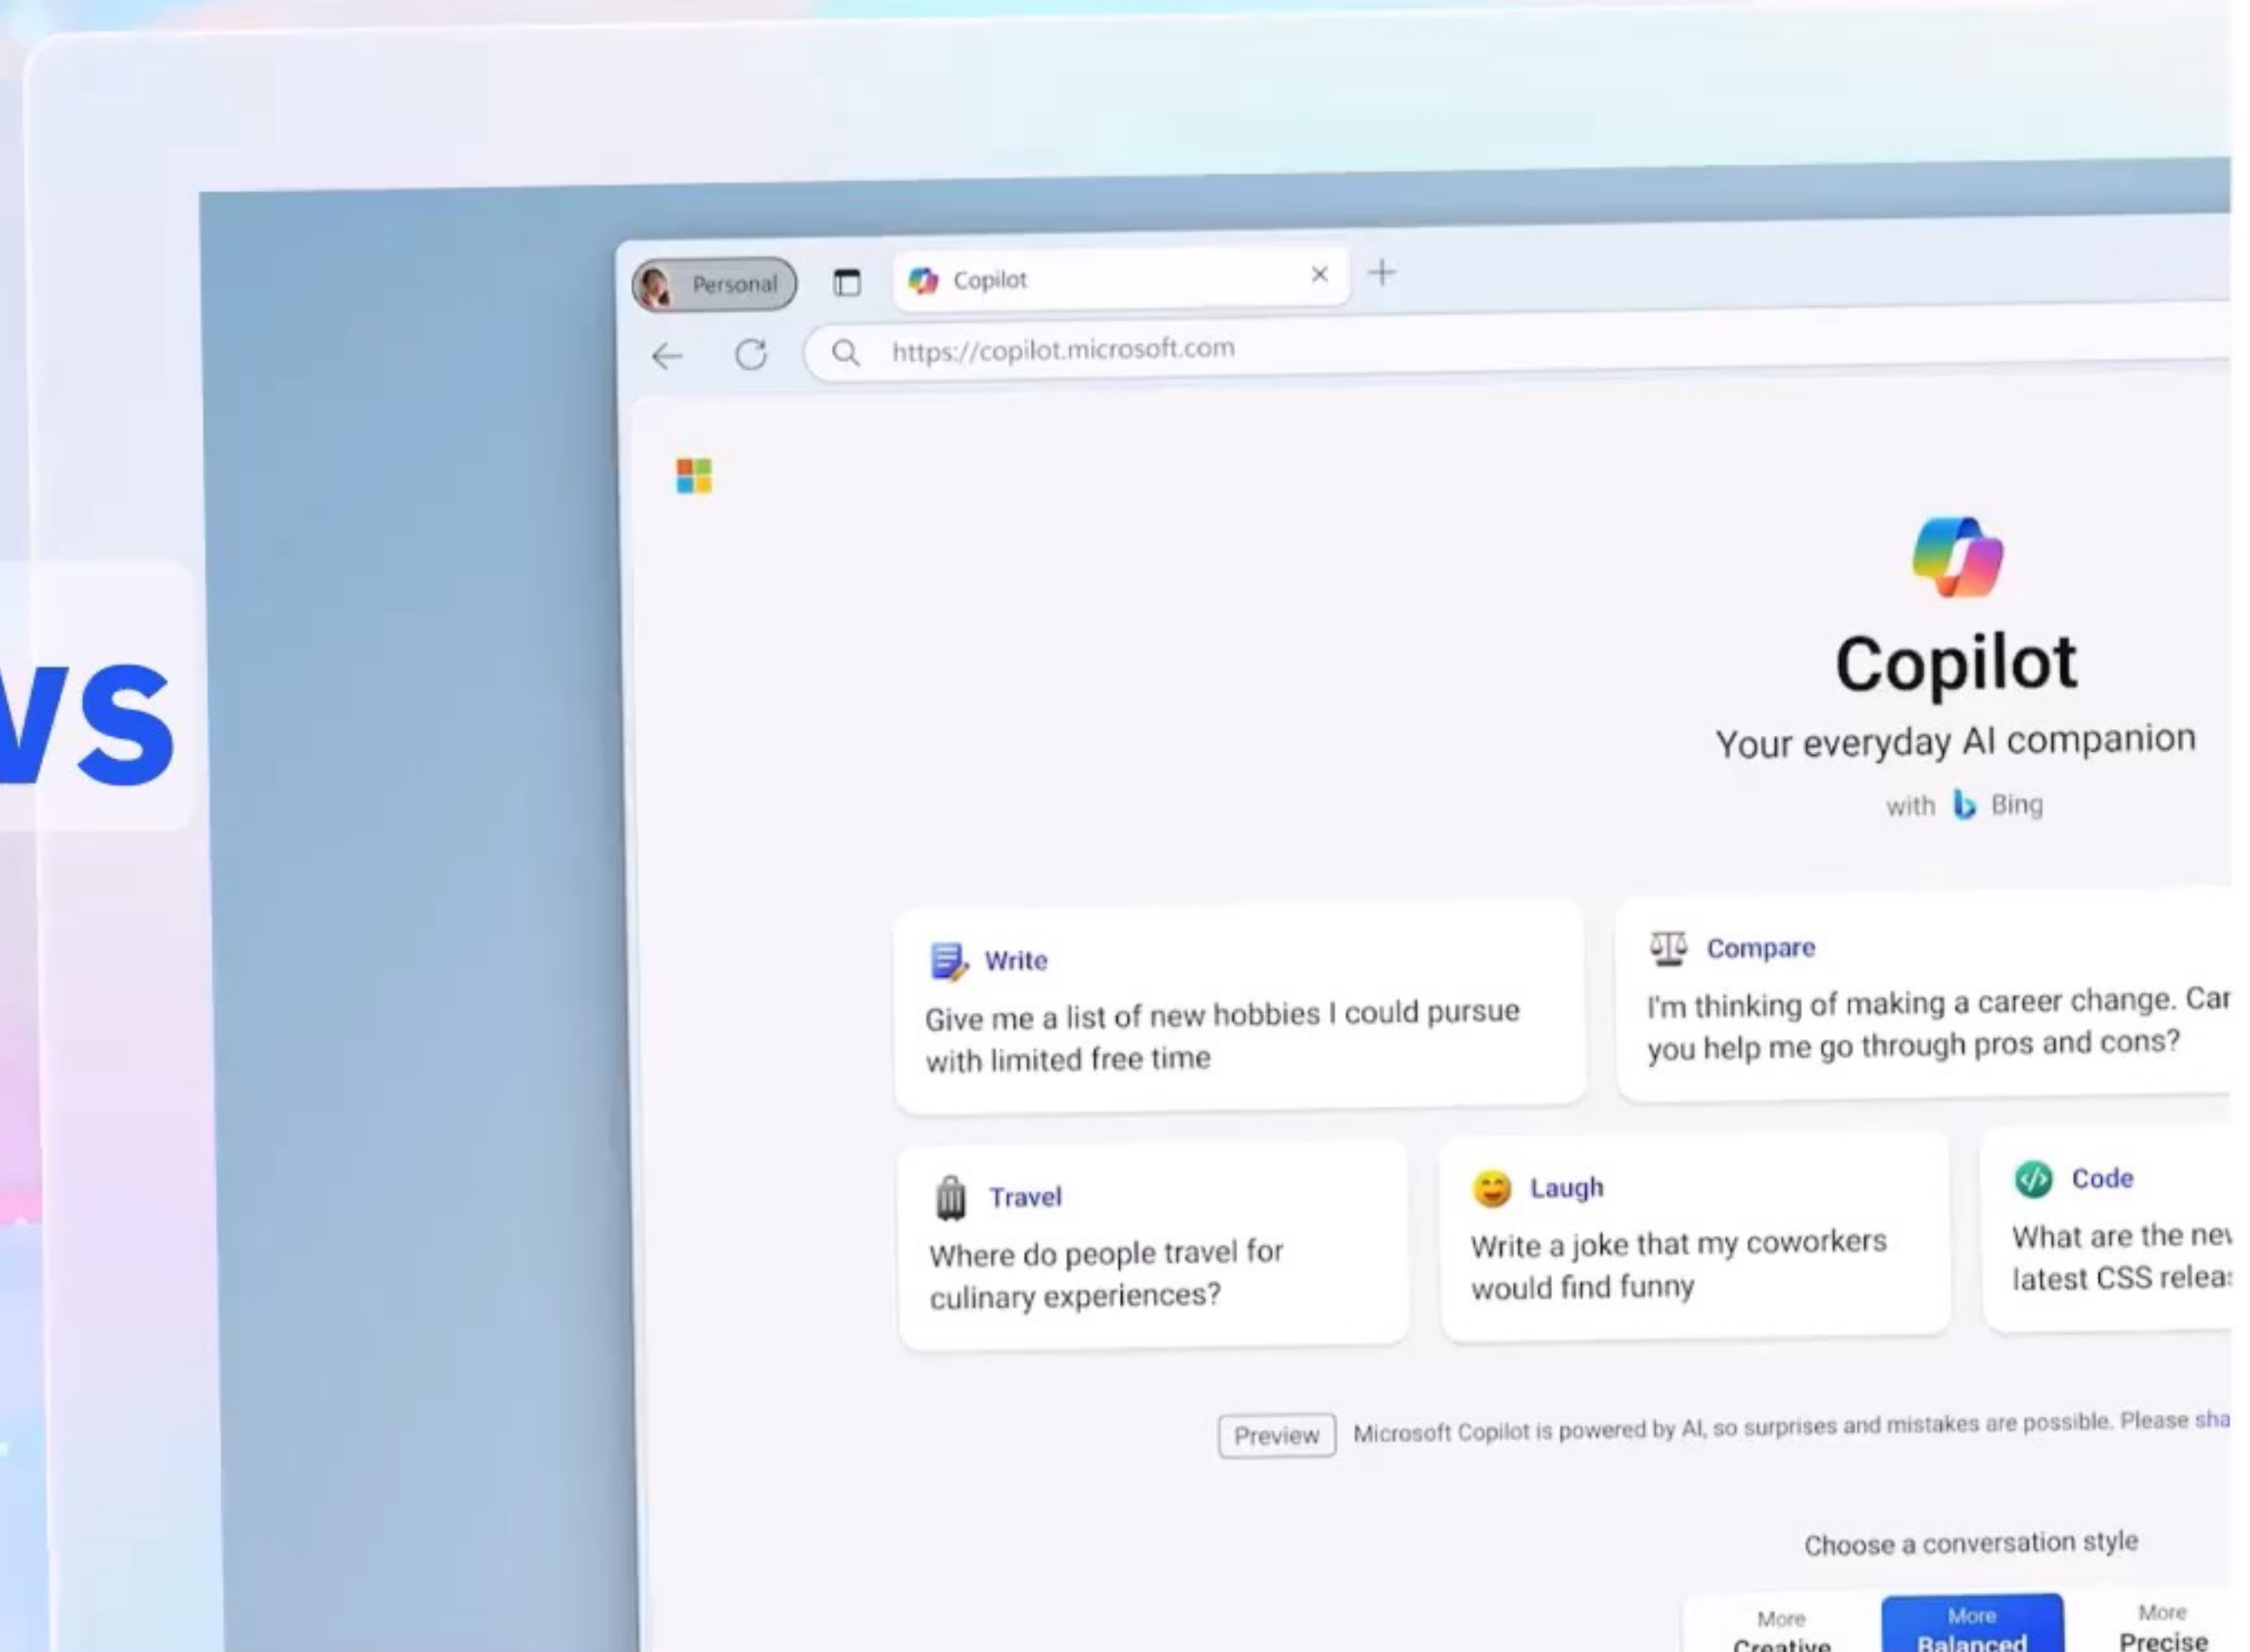 Personal
Copilot
https://copilot.microsoft.com
vs
Copilot
Your everyday AI companion
with Bing
Write
Give me a list of new hobbies I could pursue
with limited free time
Compare
I'm thinking of making a career change.
you help me go through pros and cons?
Travel
Where do people travel for
culinary experiences?
Laugh
Write a joke that my coworkers
would find funny
Code
What are the
latest CSS
Preview Microsoft Copilot is powered by AI, so surprises and mistakes are possible. Please
Choose a conversation style
More
Creative
More
Balanced
More
Precise